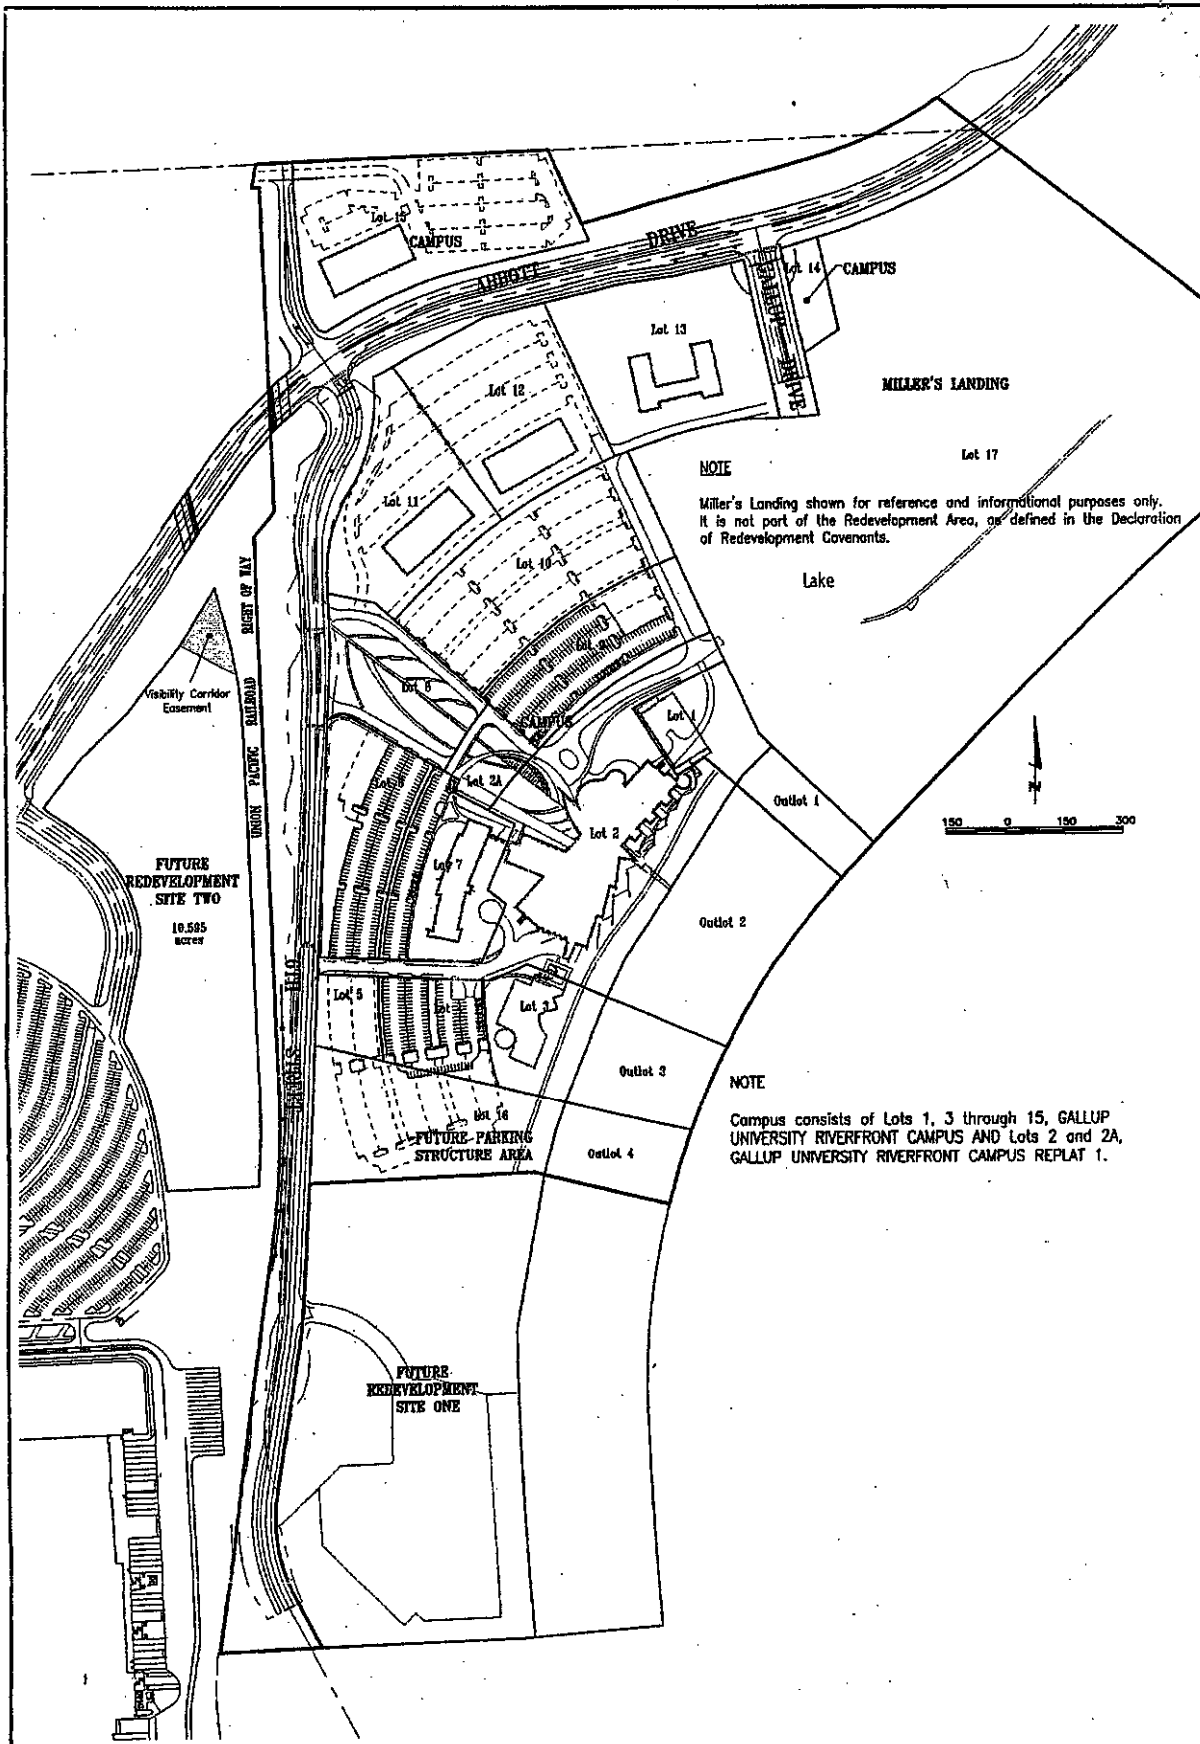 Lot 15
CAMPUS
ABBOTT DRIVE
Lot 14
CAMPUS
GALLUP DRIVE
Lot 13
MILLER'S LANDING
Lot 12
Lot 17
NOTE
Miller's Landing shown for reference and informational purposes only.
It is not part of the Redevelopment Area, as defined in the Declaration
of Redevelopment Covenants.
Lot 11
Lot 10
Lake
UNION PACIFIC RAILROAD RIGHT OF WAY
Visibility Corridor
Easement
CAMPUS
Lot 1
Lot 2A
Lot 2
Outlot 1
N
150 0 150 300
Lot 7
FUTURE
REDEVELOPMENT
SITE TWO
10.595
acres
Outlot 2
Lot 5
Lot 3
Outlot 3
NOTE
Campus consists of Lots 1, 3 through 15, GALLUP
UNIVERSITY RIVERFRONT CAMPUS AND Lots 2 and 2A,
GALLUP UNIVERSITY RIVERFRONT CAMPUS REPLAT 1.
Lot 16
FUTURE PARKING
STRUCTURE AREA
Outlot 4
FUTURE
REDEVELOPMENT
SITE ONE